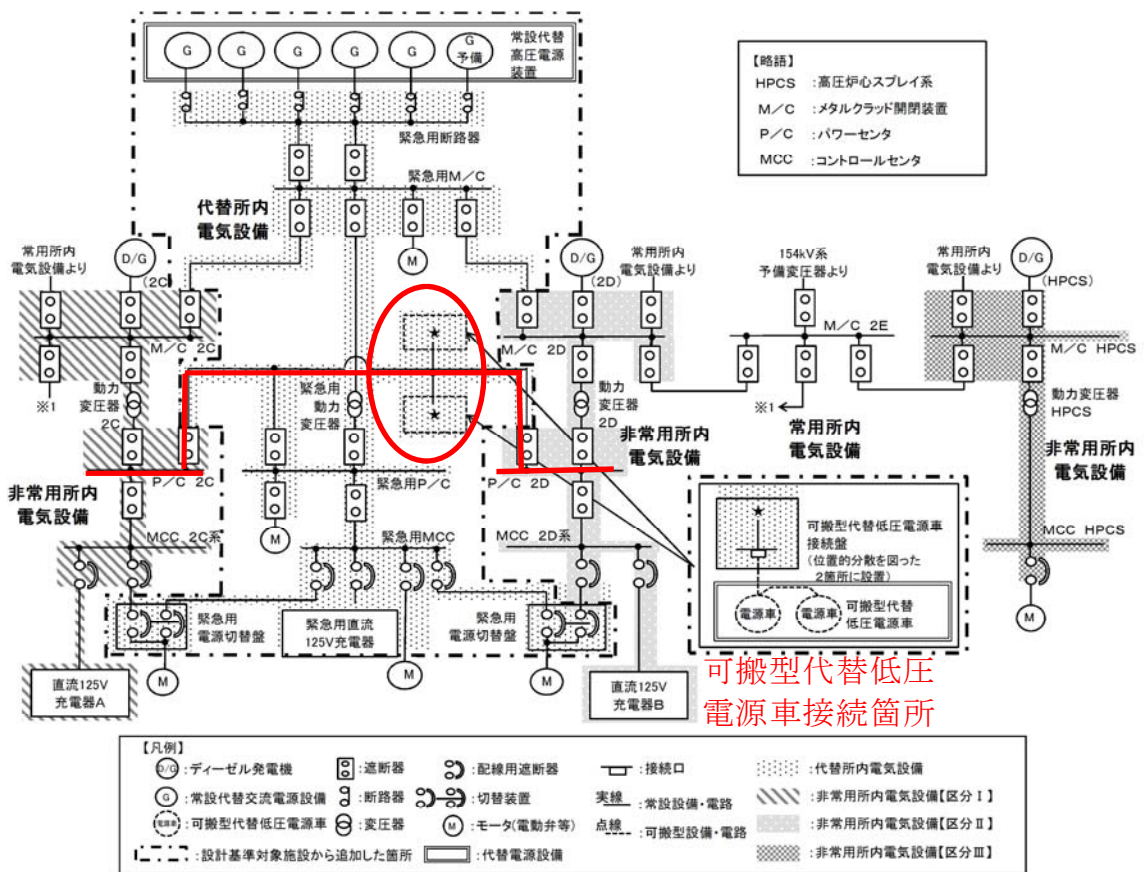 G
G
G
G
G
G
予備
常設代替
高圧電源
装置
緊急用断路器
緊急用M/C
代替所内
電気設備
【略語】
HPCS :高圧炉心スプレイ系
M/C :メタルクラッド開閉装置
P/C :パワーセンタ
MCC :コントロールセンタ
常用所内
電気設備より
D/G
(2C)
M
D/G
(2D)
常用所内
電気設備より
154kV系
予備変圧器より
常用所内
電気設備より
D/G
(HPCS)
M/C 2C
M/C 2D
M/C 2E
M/C HPCS
※1
動力
変圧器
2C
緊急用
動力
変圧器
★
★
動力
変圧器
2D
非常用所内
電気設備
※1
常用所内
電気設備
動力変圧器
HPCS
非常用所内
電気設備
P/C 2C
緊急用P/C
P/C 2D
非常用所内
電気設備
M
MCC 2C系
緊急用MCC
MCC 2D系
MCC HPCS
★
可搬型代替低圧電源車
接続盤
(位置的分散を図った
2箇所に設置)
電源車
電源車
可搬型代替
低圧電源車
緊急用
電源切替盤
緊急用直流
125V充電器
緊急用
電源切替盤
M
M
M
M
直流125V
充電器A
直流125V
充電器B
可搬型代替低圧
電源車接続箇所
【凡例】
D/G :ディーゼル発電機
:遮断器
:配線用遮断器
:接続口
:代替所内電気設備
G :常設代替交流電源設備
:断路器
:切替装置
実線 :常設設備・電路
:非常用所内電気設備【区分Ⅰ】
電源車 :可搬型代替低圧電源車
:変圧器
M :モータ(電動弁等)
点線 :可搬型設備・電路
:非常用所内電気設備【区分Ⅱ】
:設計基準対象施設から追加した箇所
:代替電源設備
:非常用所内電気設備【区分Ⅲ】